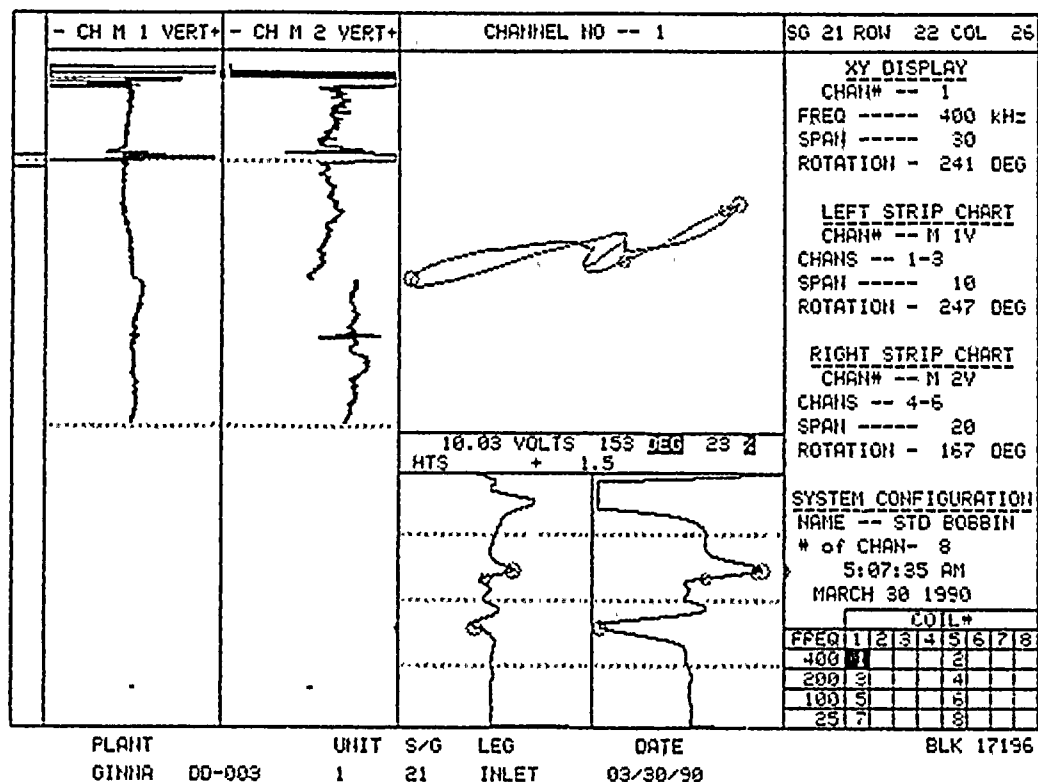 - CH M 1 VERT+
- CH M 2 VERT+
CHANNEL NO -- 1
SG 21 ROW 22 COL 26
XY DISPLAY
CHAN# -- 1
FREQ ----- 400 kHz
SPAN ----- 30
ROTATION - 241 DEG
LEFT STRIP CHART
CHAN# -- M 1V
CHANS -- 1-3
SPAN ----- 10
ROTATION - 247 DEG
RIGHT STRIP CHART
CHAN# -- M 2V
CHANS -- 4-6
SPAN ----- 20
ROTATION - 167 DEG
10.03 VOLTS 153 DEG 23 %
HTS + 1.5
SYSTEM CONFIGURATION
NAME -- STD BOBBIN
# of CHAN- 8
5:07:35 AM
MARCH 30 1990
COIL#
FREQ 1 2 3 4 5 6 7 8
400 1 2
200 3 4
100 5 6
25 7 8
PLANT UNIT S/G LEG DATE BLK 17196
GINNA DD-003 1 21 INLET 03/30/90